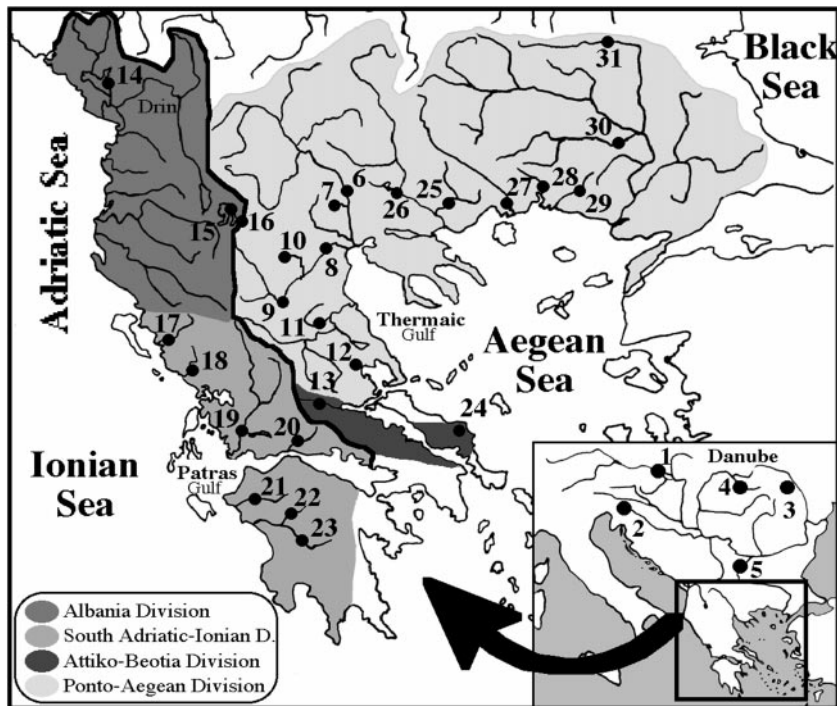 Black
Sea
Adriatic Sea
14
Drin
31
30
6
7
26
25
27
28
29
15
16
10
8
9
11
Thermaic
Gulf
Aegean
Sea
17
18
12
13
24
19
20
Ionian
Sea
Patras
Gulf
21
22
23
1
Danube
4
3
2
5
Albania Division
South Adriatic-Ionian D.
Attiko-Beotia Division
Ponto-Aegean Division